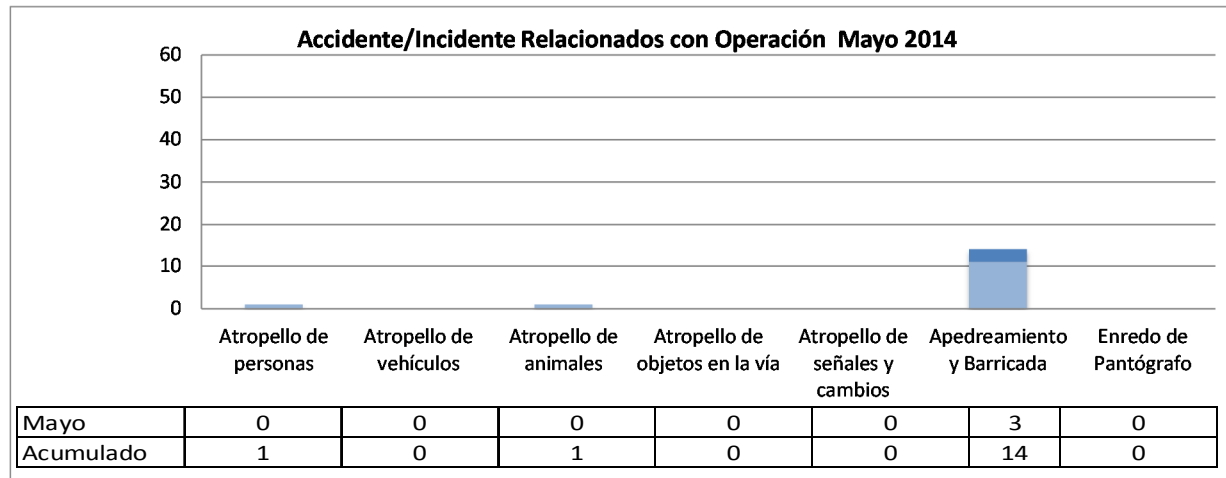 Accidente/Incidente Relacionados con Operación Mayo 2014
60
50
40
30
20
10
0
Atropello de personas
Atropello de vehículos
Atropello de animales
Atropello de objetos en la vía
Atropello de señales y cambios
Apedreamiento y Barricada
Enredo de Pantógrafo
Mayo 0 0 0 0 0 3 0
Acumulado 1 0 1 0 0 14 0